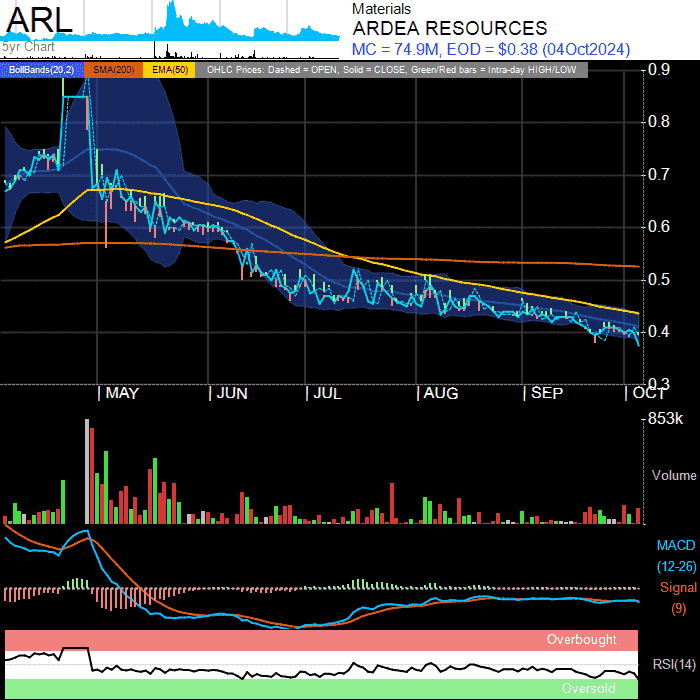 ARL
5yr Chart
Materials
ARDEA RESOURCES
MC = 74.9M, EOD = $0.38 (04Oct2024)
BollBands(20,2) SMA(200) EMA(50) OHLC Prices: Dashed = OPEN, Solid = CLOSE, Green/Red bars = Intra-day HIGH/LOW
0.9
0.8
0.7
0.6
0.5
0.4
0.3
MAY JUN JUL AUG SEP OCT
853k
Volume
MACD
(12-26)
Signal
(9)
Overbought
RSI(14)
Oversold